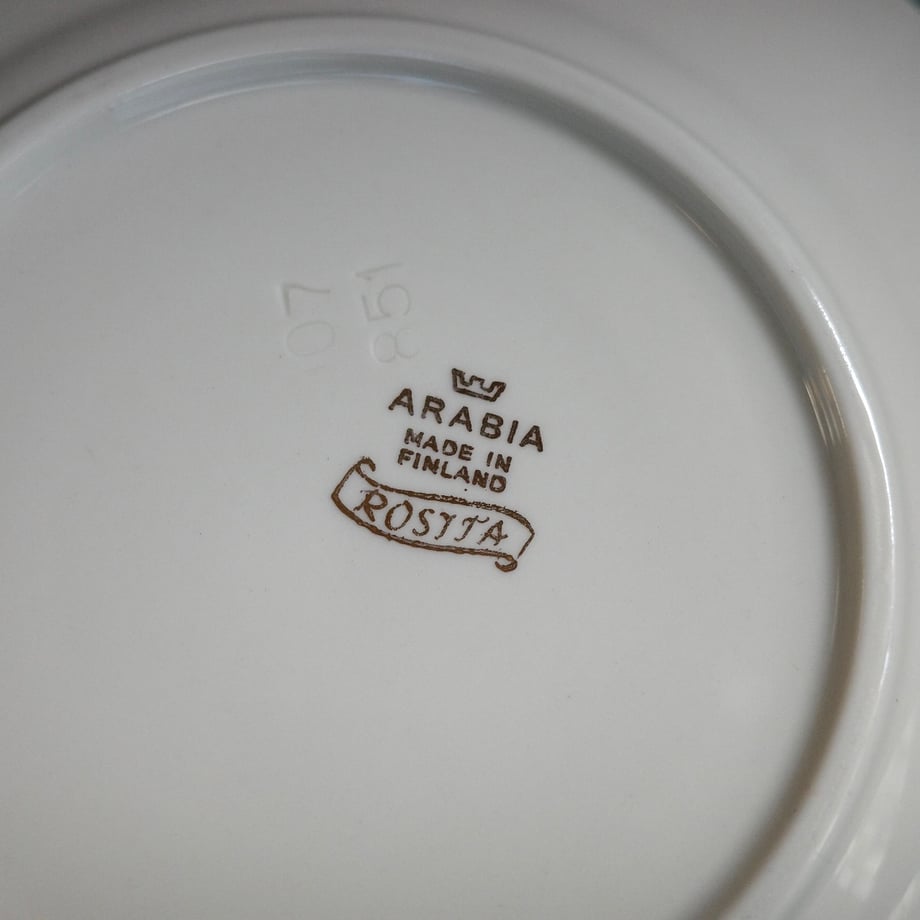 07
851
ARABIA
MADE IN
FINLAND
ROSITA